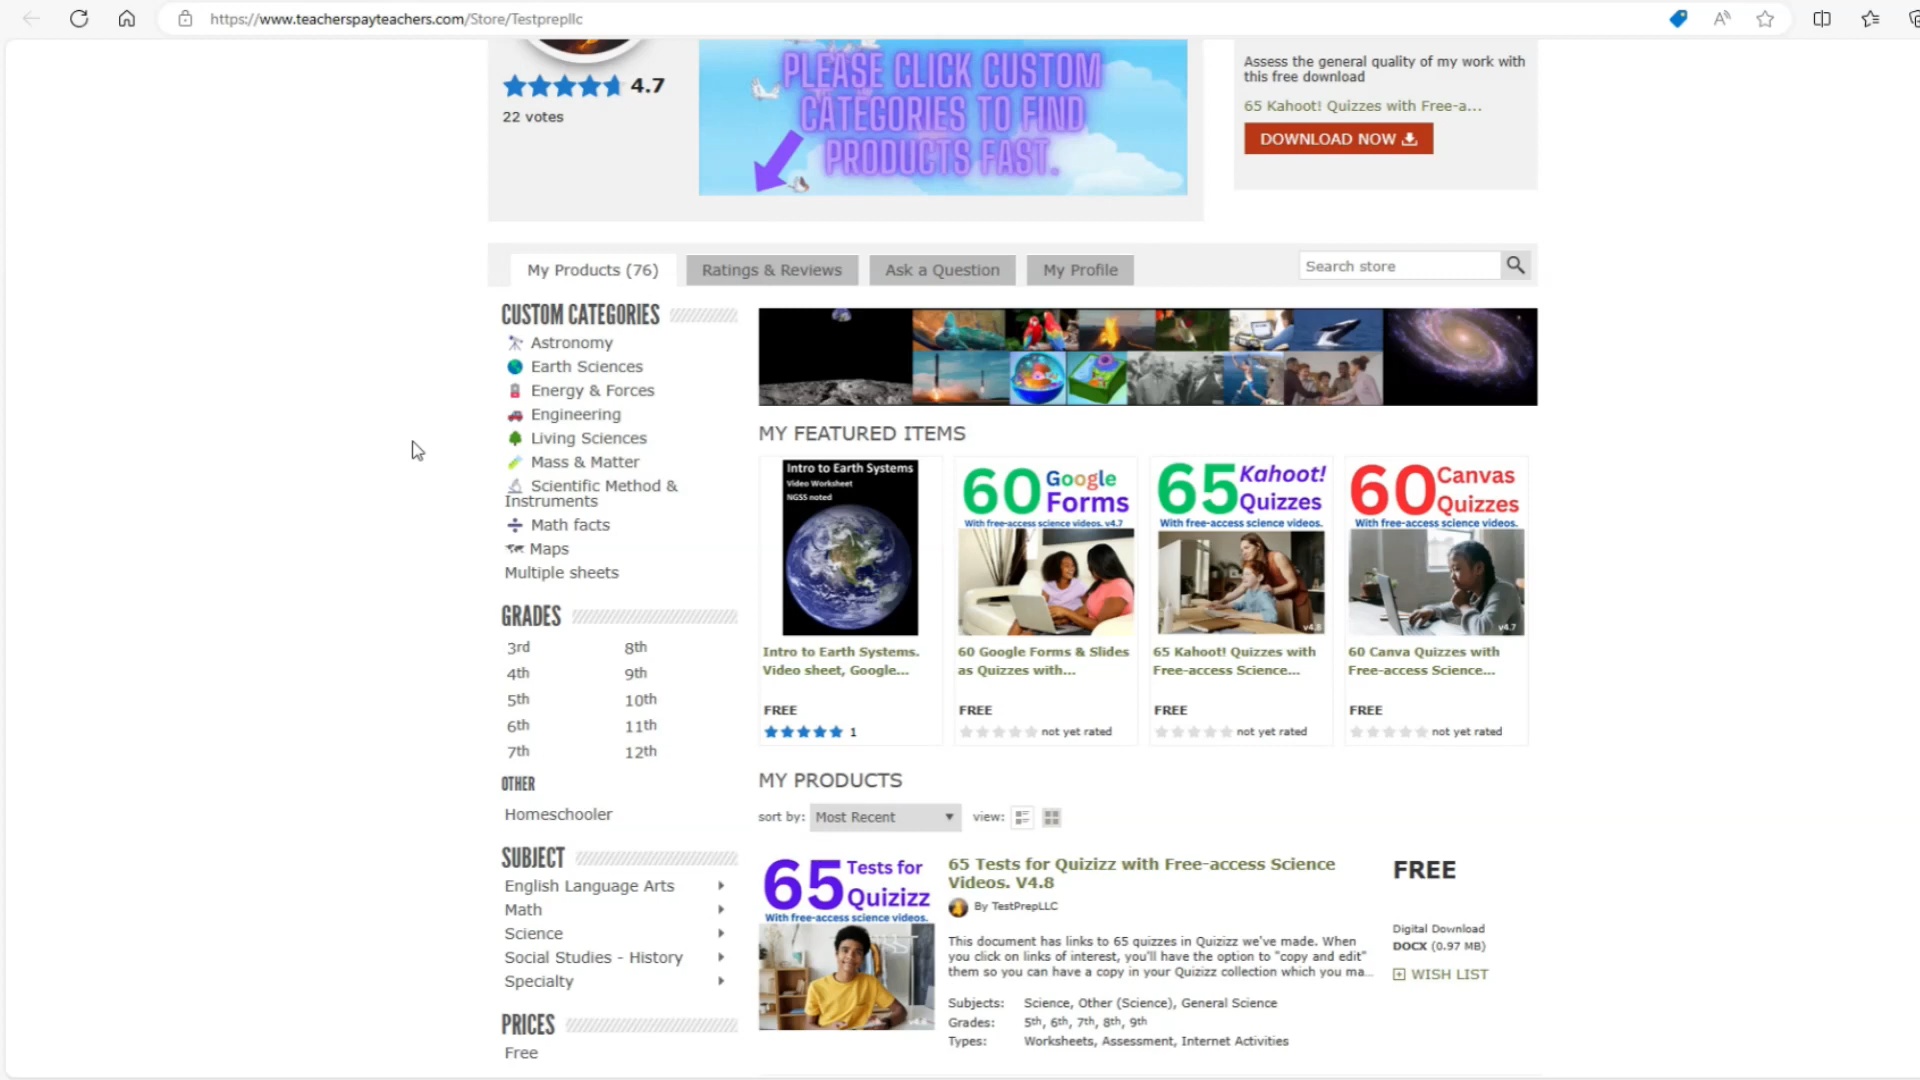 https://www.teacherspayteachers.com/Store/Testprepllc
4.7
22 votes
PLEASE CLICK CUSTOM
CATEGORIES TO FIND
PRODUCTS FAST.
Assess the general quality of my work with
this free download
65 Kahoot! Quizzes with Free-a...
DOWNLOAD NOW
My Products (76)
Ratings & Reviews
Ask a Question
My Profile
Search store
CUSTOM CATEGORIES
Astronomy
Earth Sciences
Energy & Forces
Engineering
Living Sciences
Mass & Matter
Scientific Method &
Instruments
Math facts
Maps
Multiple sheets
GRADES
3rd
8th
4th
9th
5th
10th
6th
11th
7th
12th
OTHER
Homeschooler
SUBJECT
English Language Arts
Math
Science
Social Studies - History
Specialty
PRICES
Free
MY FEATURED ITEMS
Intro to Earth Systems
Video Worksheet
NGSS noted
Intro to Earth Systems.
Video sheet, Google...
FREE
1
60 Google
Forms
With free-access science videos. v4.7
60 Google Forms & Slides
as Quizzes with...
FREE
not yet rated
65 Kahoot!
Quizzes
With free-access science videos.
v4.8
65 Kahoot! Quizzes with
Free-access Science...
FREE
not yet rated
60 Canvas
Quizzes
With free-access science videos.
v4.7
60 Canva Quizzes with
Free-access Science...
FREE
not yet rated
MY PRODUCTS
sort by: Most Recent view:
65 Tests for
Quizizz
With free-access science videos.
65 Tests for Quizizz with Free-access Science
Videos. V4.8
By TestPrepLLC
This document has links to 65 quizzes in Quizizz we've made. When
you click on links of interest, you'll have the option to "copy and edit"
them so you can have a copy in your Quizizz collection which you ma...
Subjects: Science, Other (Science), General Science
Grades: 5th, 6th, 7th, 8th, 9th
Types: Worksheets, Assessment, Internet Activities
FREE
Digital Download
DOCX (0.97 MB)
WISH LIST